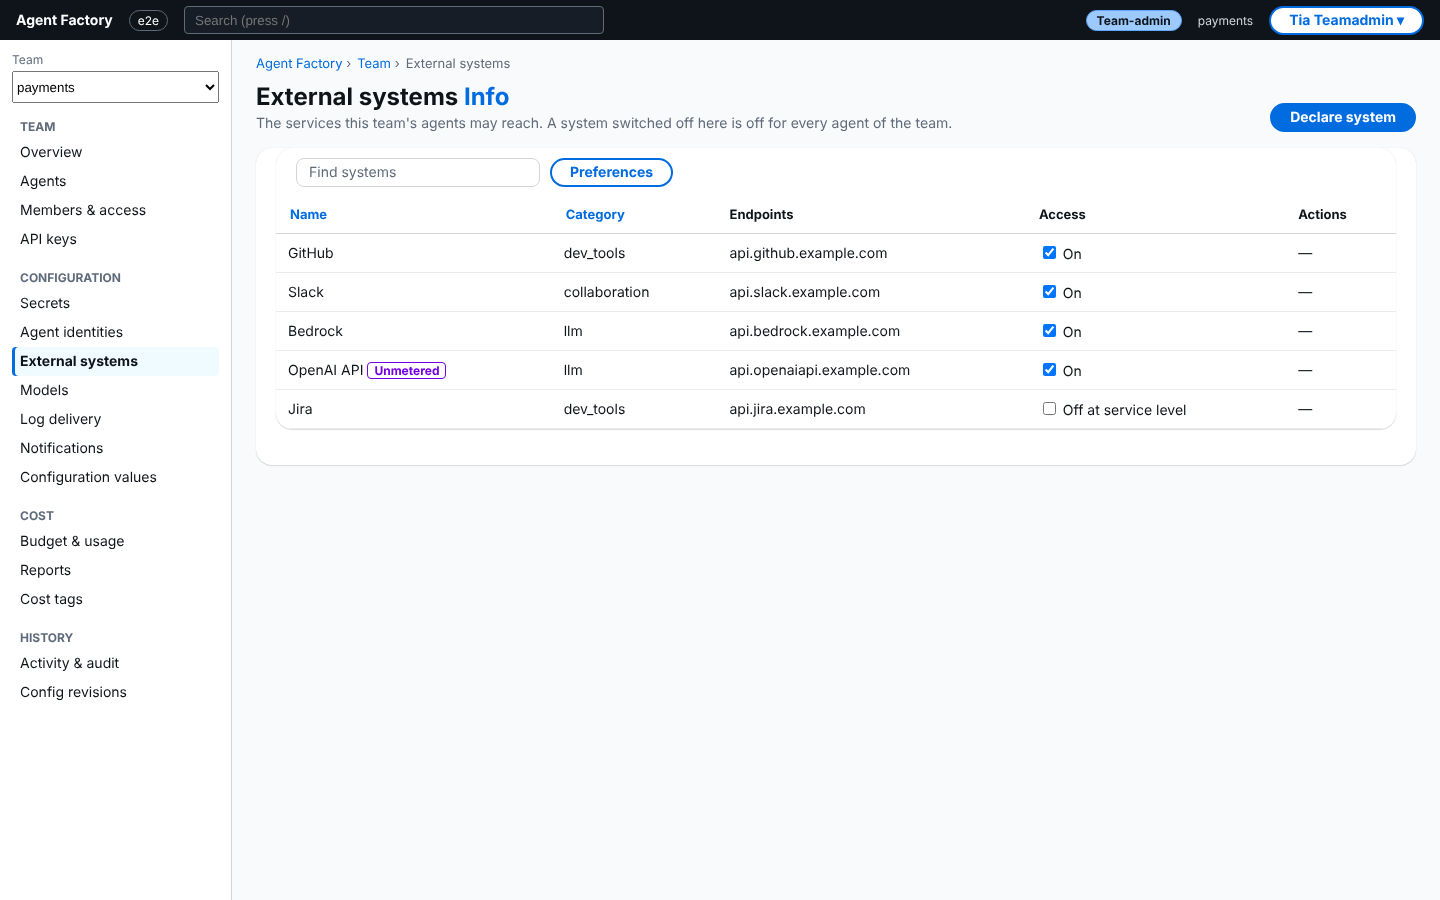 Agent Factory e2e Search (press /) Team-admin payments Tia Teamadmin ▾
Team
payments
TEAM
Overview
Agents
Members & access
API keys
CONFIGURATION
Secrets
Agent identities
External systems
Models
Log delivery
Notifications
Configuration values
COST
Budget & usage
Reports
Cost tags
HISTORY
Activity & audit
Config revisions
Agent Factory › Team › External systems
External systems Info
The services this team's agents may reach. A system switched off here is off for every agent of the team.
Declare system
Find systems Preferences
Name Category Endpoints Access Actions
GitHub dev_tools api.github.example.com On —
Slack collaboration api.slack.example.com On —
Bedrock llm api.bedrock.example.com On —
OpenAI API Unmetered llm api.openaiapi.example.com On —
Jira dev_tools api.jira.example.com Off at service level —